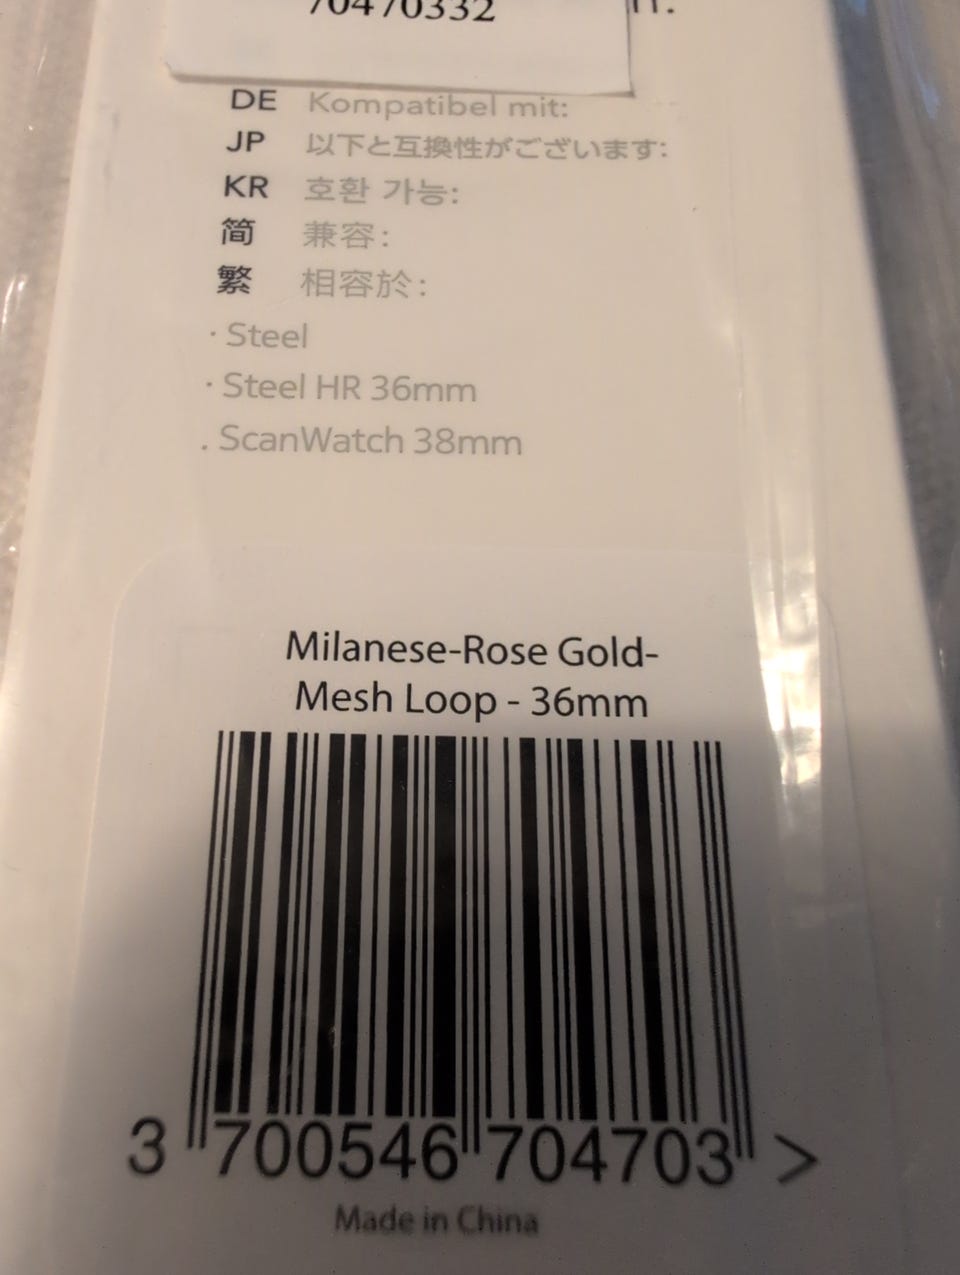 70470332
DE Kompatibel mit:
JP 以下と互換性がございます:
KR 호환 가능:
简 兼容:
繁 相容於:
· Steel
· Steel HR 36mm
. ScanWatch 38mm
Milanese-Rose Gold-
Mesh Loop - 36mm
3 700546 704703 >
Made in China